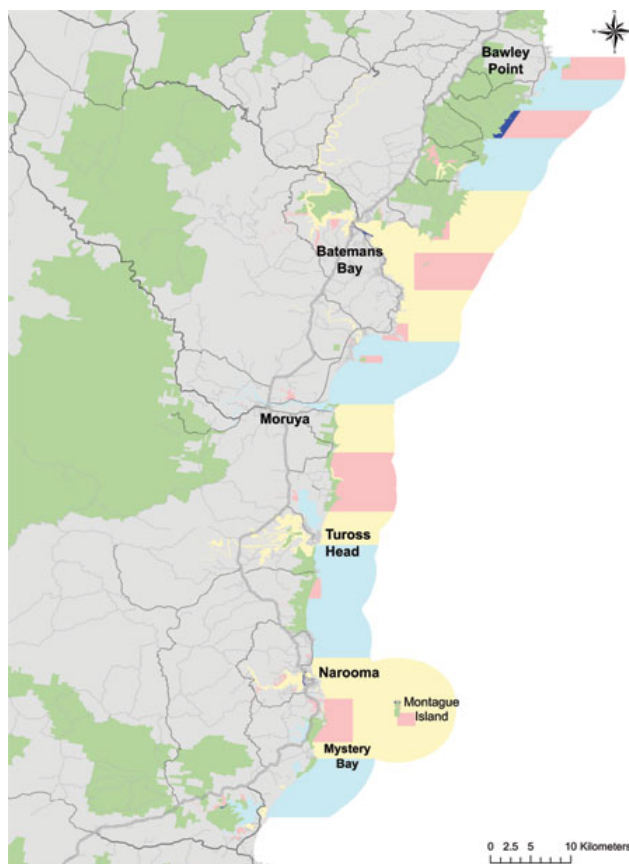 Bawley
Point
Batemans
Bay
Moruya
Tuross
Head
Narooma
Montague
Island
Mystery
Bay
0 2.5 5 10 Kilometers